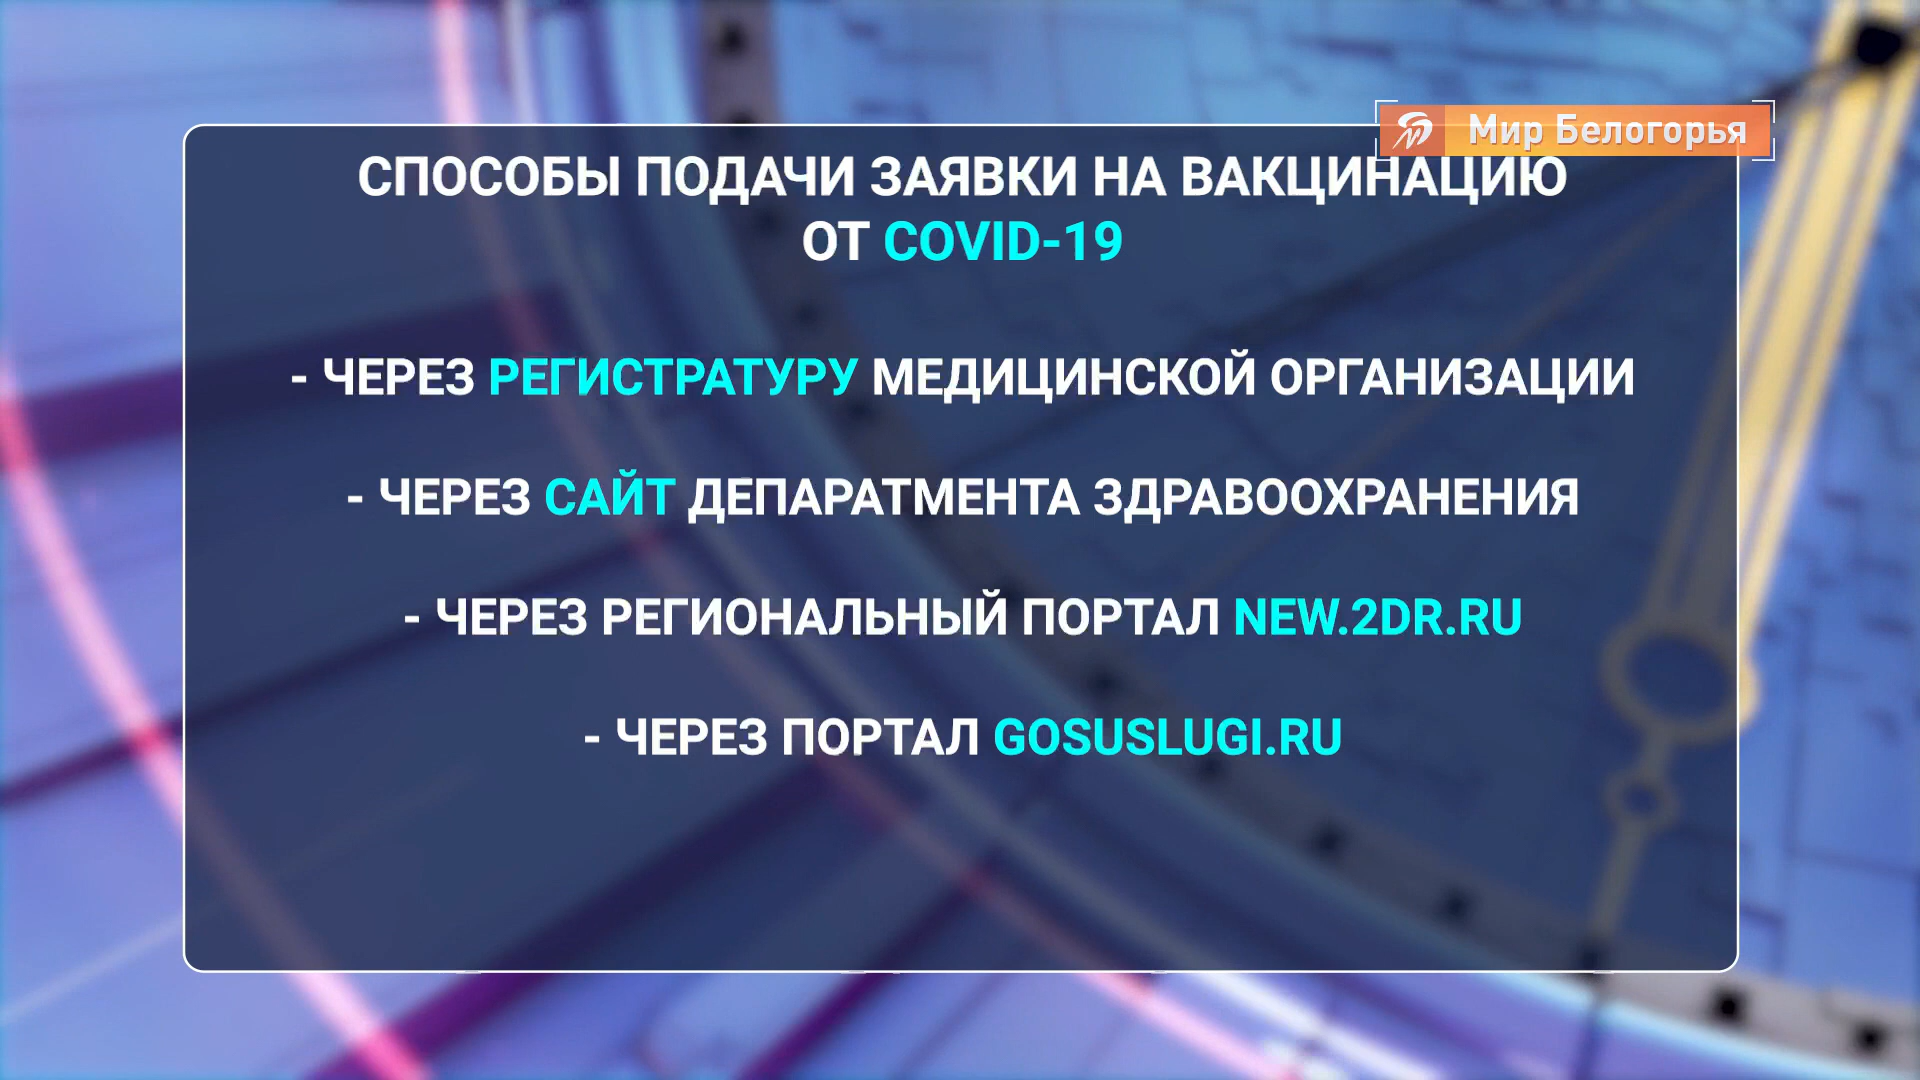 Мир Белогорья
СПОСОБЫ ПОДАЧИ ЗАЯВКИ НА ВАКЦИНАЦИЮ
ОТ COVID-19
- ЧЕРЕЗ РЕГИСТРАТУРУ МЕДИЦИНСКОЙ ОРГАНИЗАЦИИ
- ЧЕРЕЗ САЙТ ДЕПАРАТМЕНТА ЗДРАВООХРАНЕНИЯ
- ЧЕРЕЗ РЕГИОНАЛЬНЫЙ ПОРТАЛ NEW.2DR.RU
- ЧЕРЕЗ ПОРТАЛ GOSUSLUGI.RU